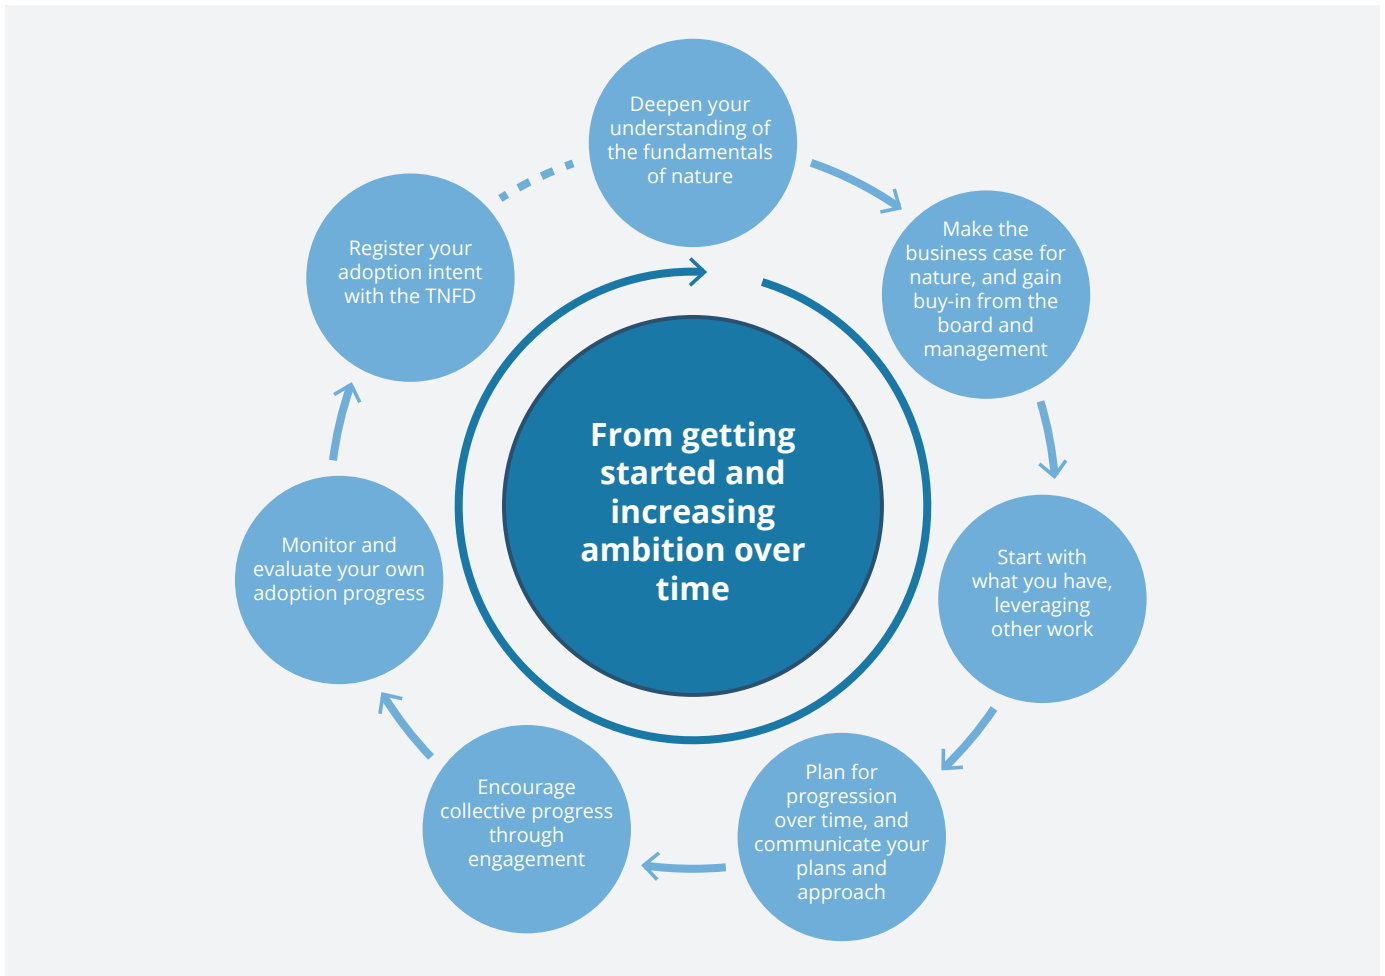 Deepen your
understanding of
the fundamentals
of nature
Make the
business case for
nature, and gain
buy-in from the
board and
management
Start with
what you have,
leveraging
other work
Plan for
progression
over time, and
communicate your
plans and
approach
Encourage
collective progress
through
engagement
Monitor and
evaluate your own
adoption progress
Register your
adoption intent
with the TNFD
From getting
started and
increasing
ambition over
time